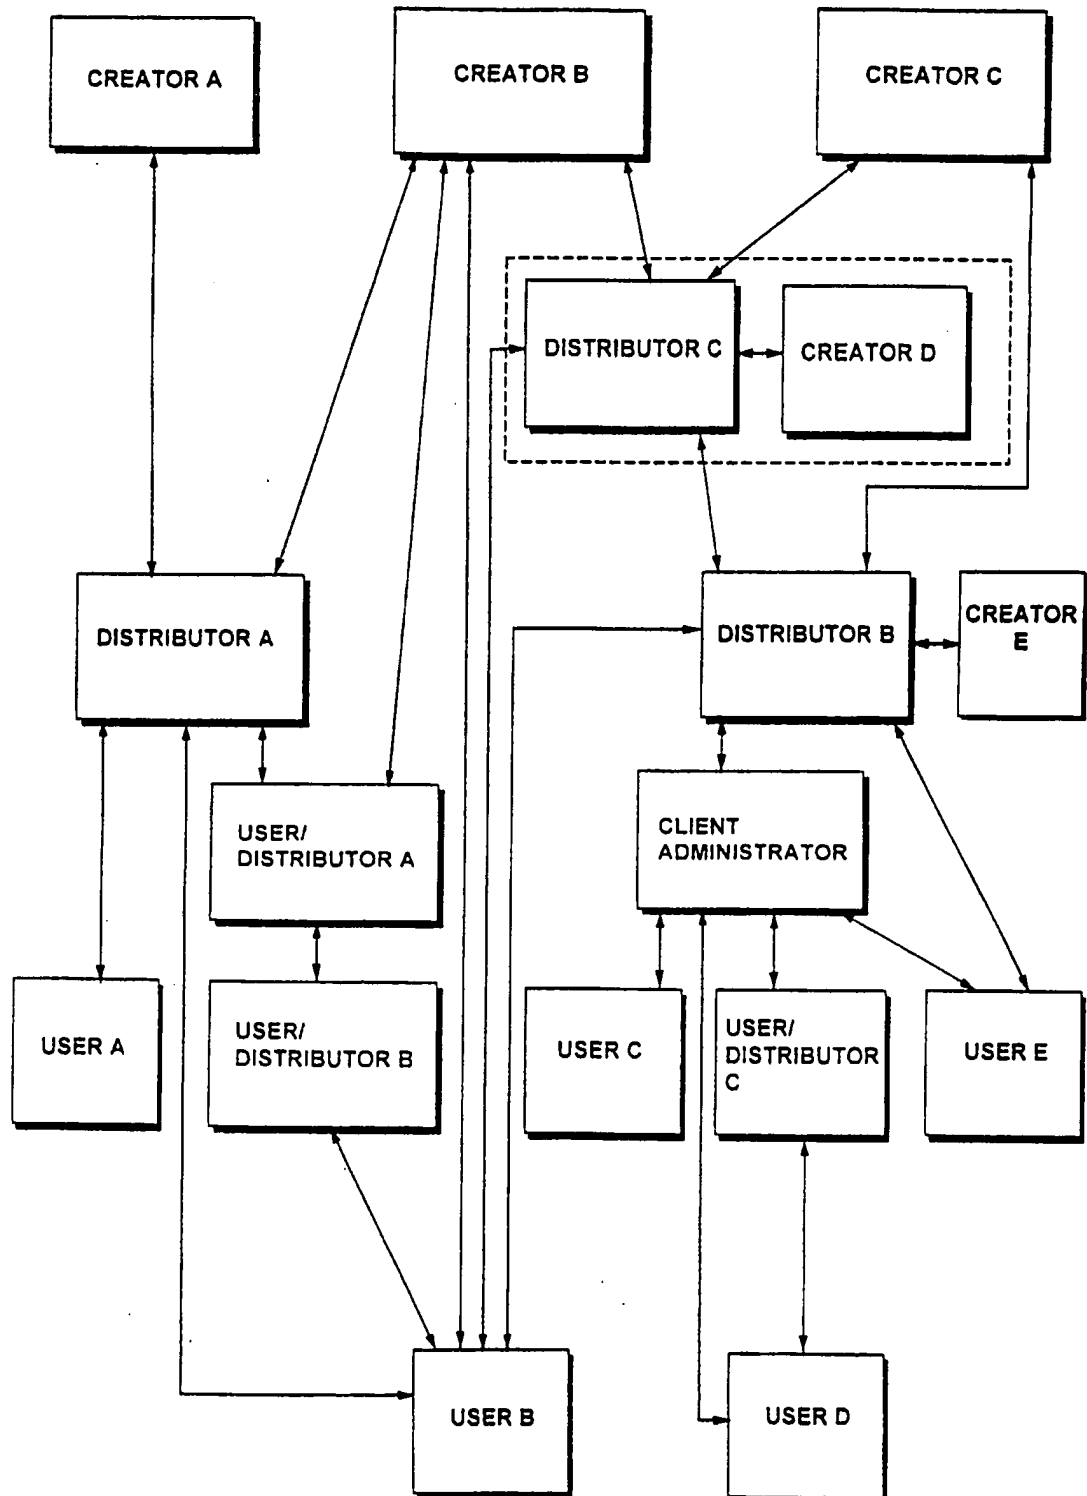 CREATOR A
CREATOR B
CREATOR C
DISTRIBUTOR C
CREATOR D
DISTRIBUTOR A
DISTRIBUTOR B
CREATOR
E
USER/
DISTRIBUTOR A
CLIENT
ADMINISTRATOR
USER A
USER/
DISTRIBUTOR B
USER C
USER/
DISTRIBUTOR
C
USER E
USER B
USER D